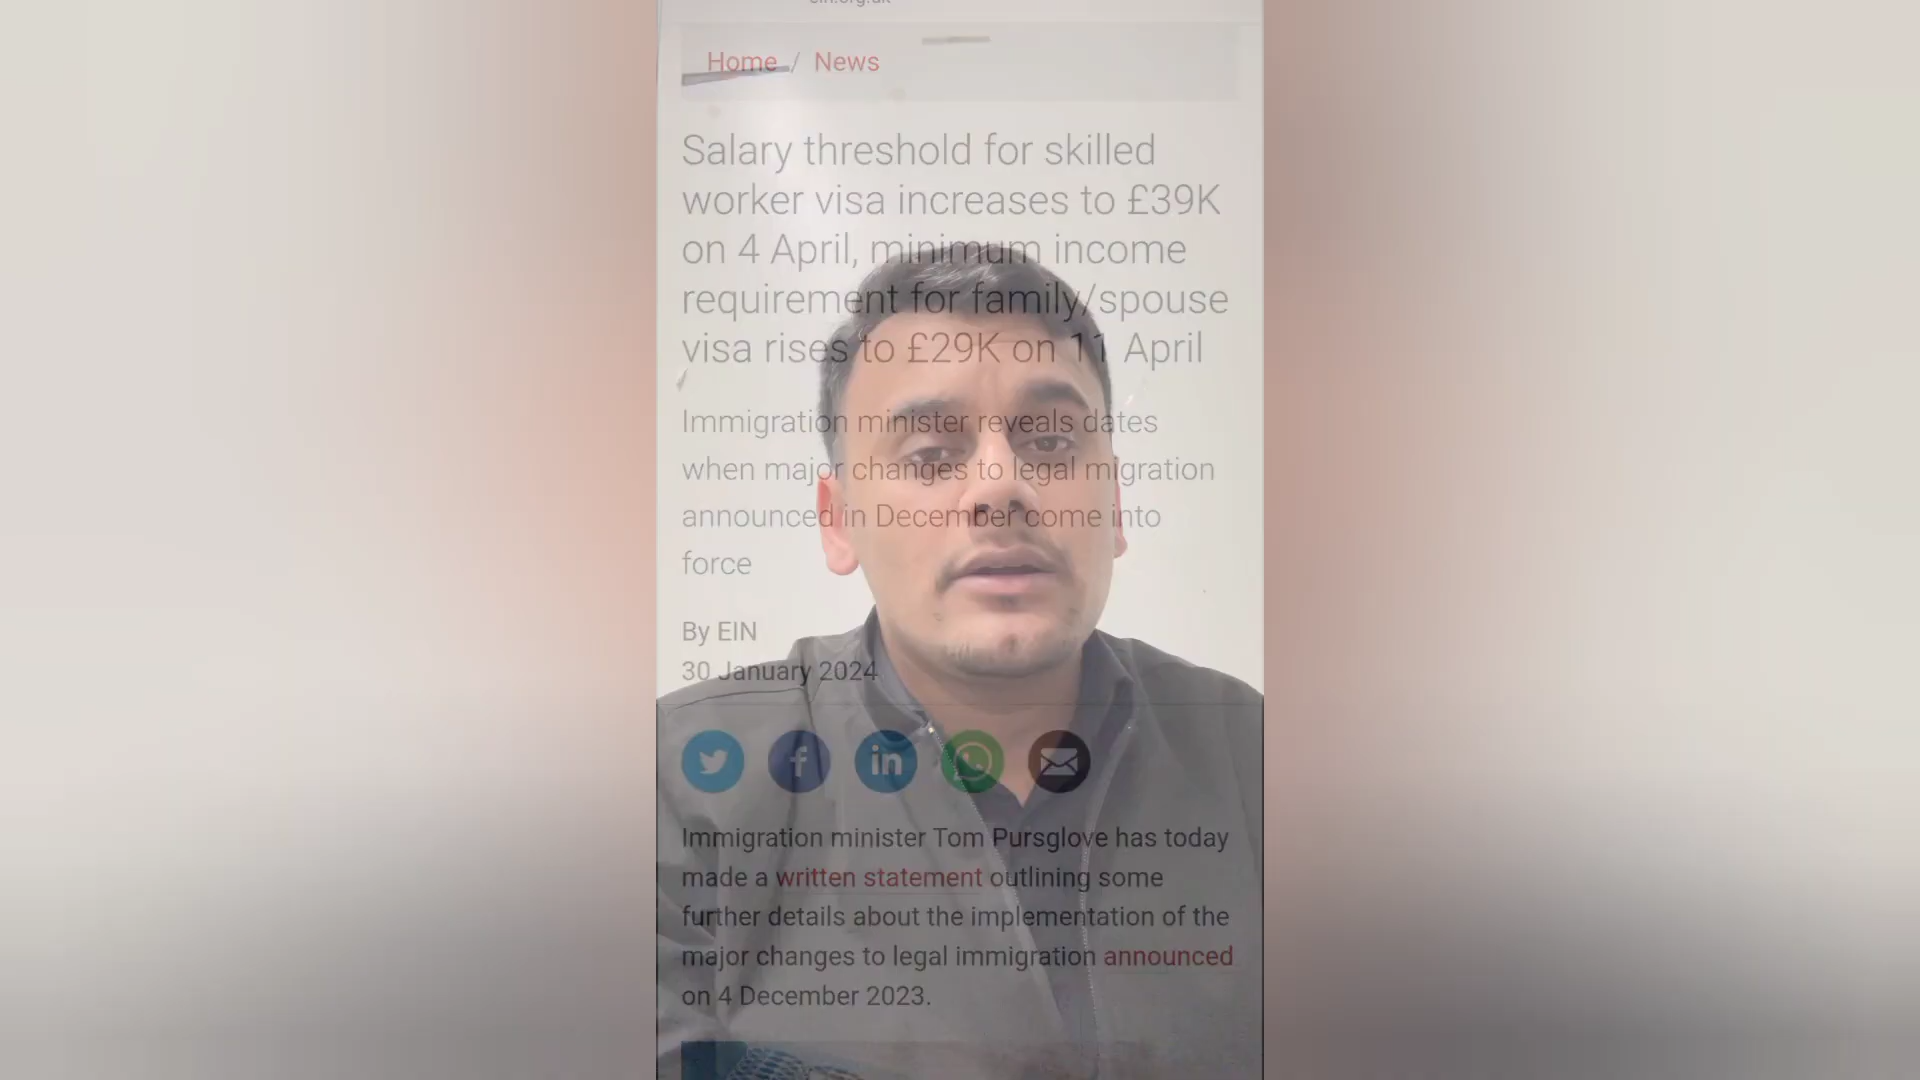 Home / News
Salary threshold for skilled
worker visa increases to £39K
on 4 April, minimum income
requirement for family/spouse
visa rises to £29K on 11 April
Immigration minister reveals dates
when major changes to legal migration
announced in December come into
force
By EIN
30 January 2024
Immigration minister Tom Pursglove has today
made a written statement outlining some
further details about the implementation of the
major changes to legal immigration announced
on 4 December 2023.